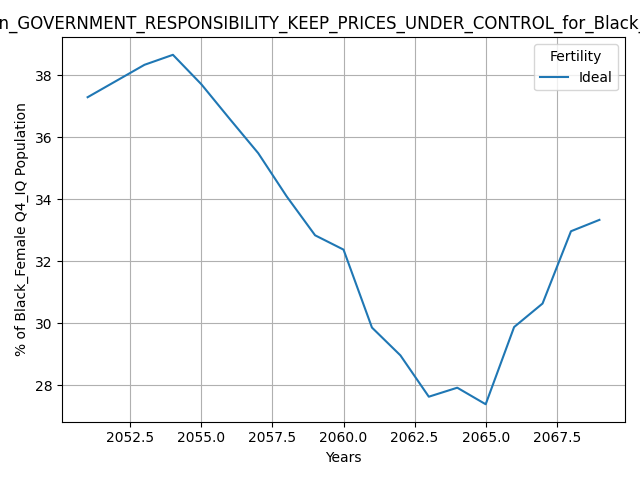 n_GOVERNMENT_RESPONSIBILITY_KEEP_PRICES_UNDER_CONTROL_for_Black_
Fertility
Ideal
% of Black_Female Q4_IQ Population
38
36
34
32
30
28
2052.5 2055.0 2057.5 2060.0 2062.5 2065.0 2067.5
Years